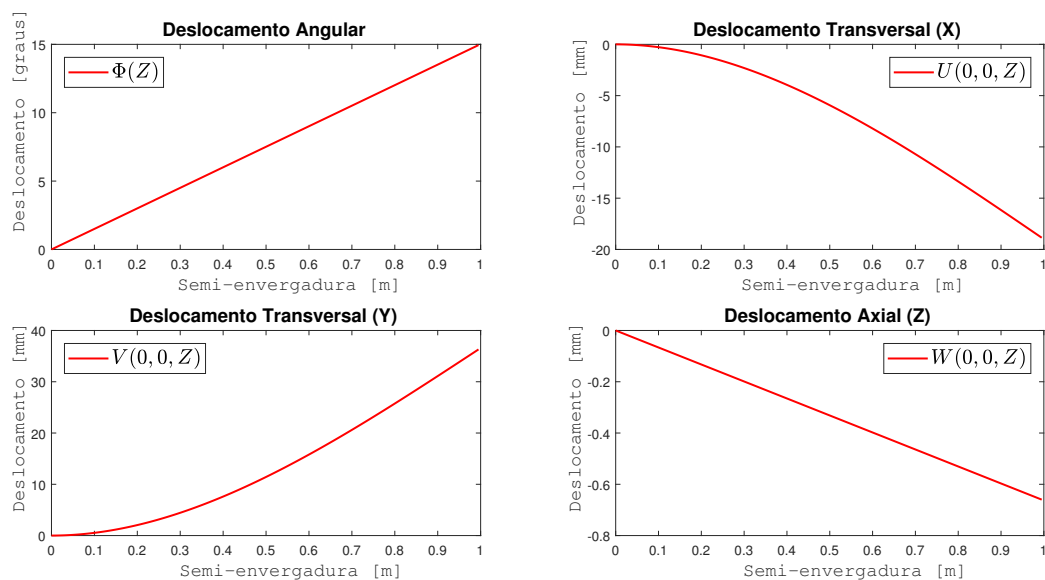 Deslocamento Angular
Deslocamento [graus]
15
10
5
0
Φ(Z)
0 0.1 0.2 0.3 0.4 0.5 0.6 0.7 0.8 0.9 1
Semi-envergadura [m]
Deslocamento Transversal (X)
Deslocamento [mm]
0
-5
-10
-15
-20
U(0, 0, Z)
0 0.1 0.2 0.3 0.4 0.5 0.6 0.7 0.8 0.9 1
Semi-envergadura [m]
Deslocamento Transversal (Y)
Deslocamento [mm]
40
30
20
10
0
V(0, 0, Z)
0 0.1 0.2 0.3 0.4 0.5 0.6 0.7 0.8 0.9 1
Semi-envergadura [m]
Deslocamento Axial (Z)
Deslocamento [mm]
0
-0.2
-0.4
-0.6
-0.8
W(0, 0, Z)
0 0.1 0.2 0.3 0.4 0.5 0.6 0.7 0.8 0.9 1
Semi-envergadura [m]